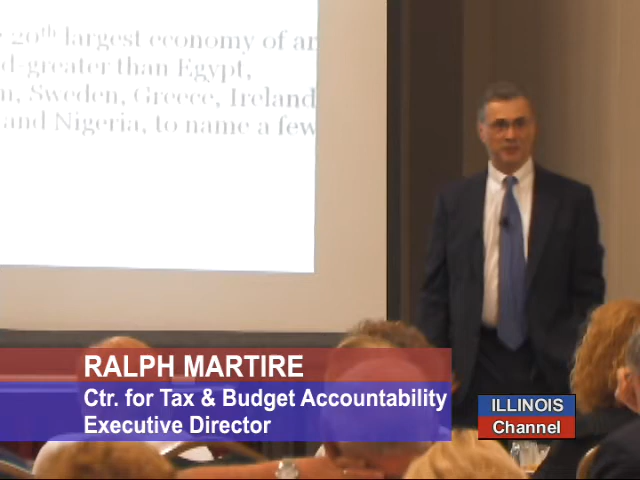 20th largest economy of
d-greater than Egypt,
Sweden, Greece, Ireland
and Nigeria, to name a few
RALPH MARTIRE
Ctr. for Tax & Budget Accountability
Executive Director
ILLINOIS
Channel